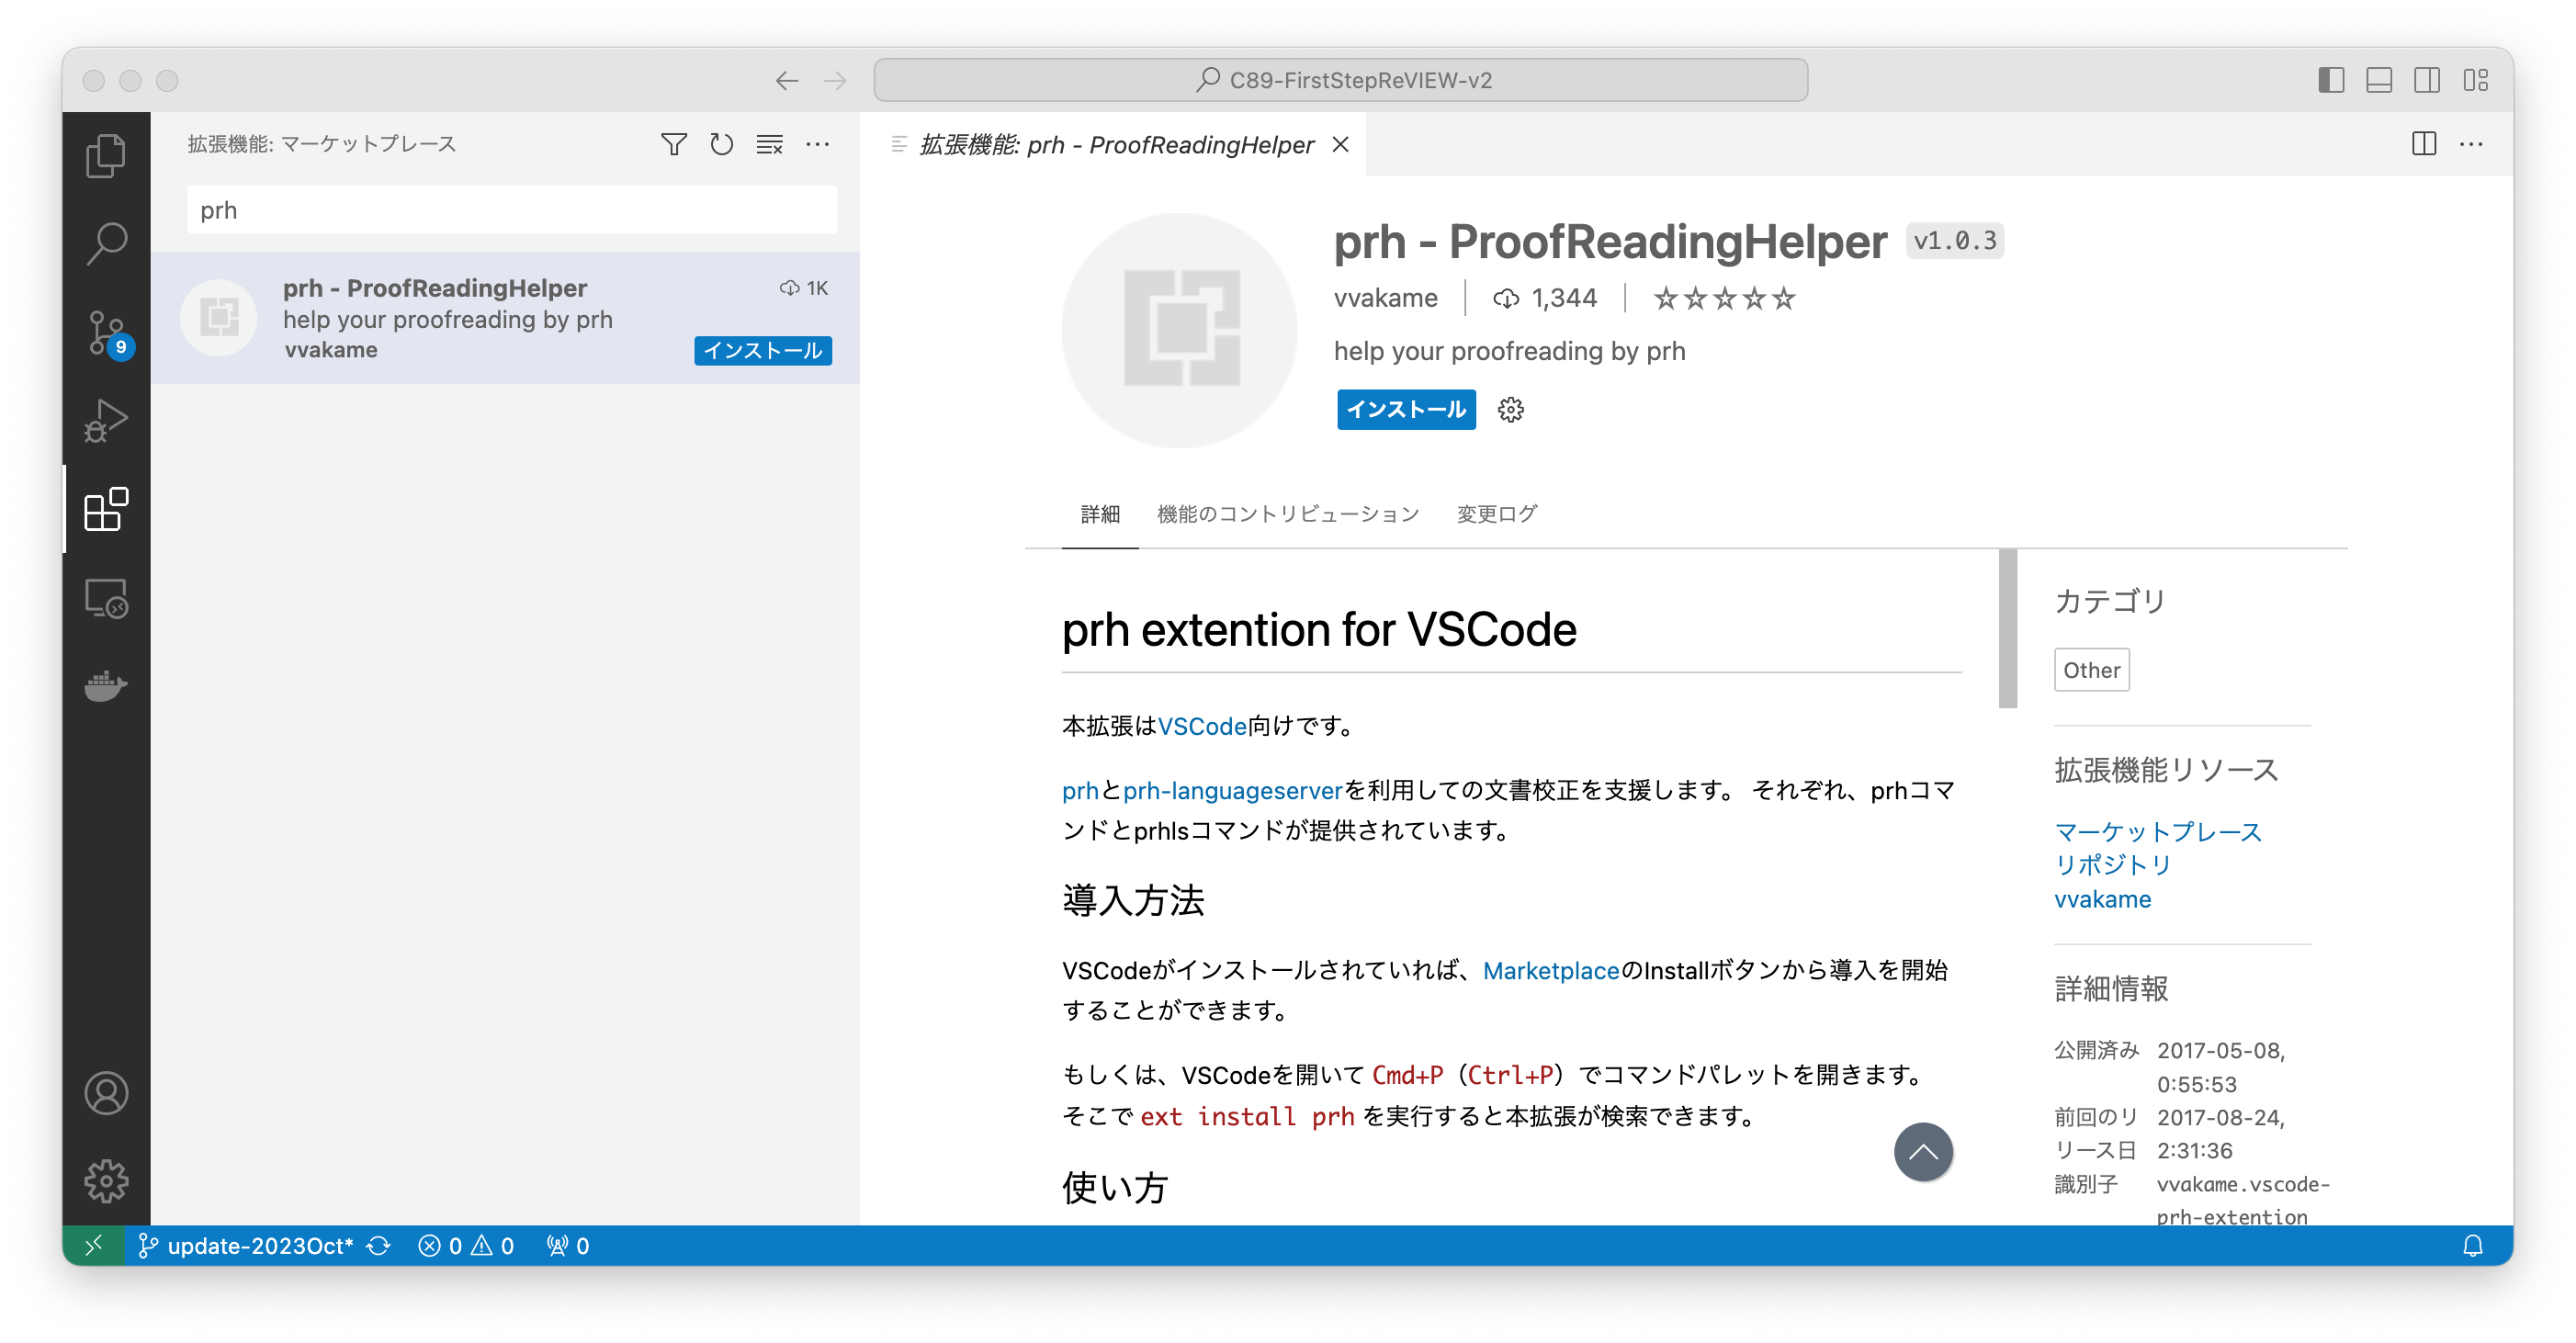 C89-FirstStepReVIEW-v2
拡張機能: マーケットプレース
prh
prh - ProofReadingHelper
1K
help your proofreading by prh
vvakame
インストール
9
拡張機能: prh - ProofReadingHelper
prh - ProofReadingHelper v1.0.3
vvakame 1,344
help your proofreading by prh
インストール
詳細 機能のコントリビューション 変更ログ
prh extention for VSCode
本拡張はVSCode向けです。
prhとprh-languageserverを利用しての文書校正を支援します。 それぞれ、prhコマ
ンドとprhlsコマンドが提供されています。
導入方法
VSCodeがインストールされていれば、MarketplaceのInstallボタンから導入を開始
することができます。
もしくは、VSCodeを開いて Cmd+P（Ctrl+P）でコマンドパレットを開きます。
そこで ext install prh を実行すると本拡張が検索できます。
使い方
カテゴリ
Other
拡張機能リソース
マーケットプレース
リポジトリ
vvakame
詳細情報
公開済み 2017-05-08,
0:55:53
前回のリ 2017-08-24,
リース日 2:31:36
識別子 vvakame.vscode-
prh-extention
update-2023Oct* 0 0 0